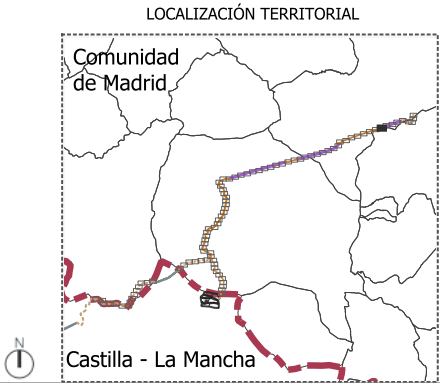 LOCALIZACIÓN TERRITORIAL
Comunidad
de Madrid
Castilla - La Mancha
N